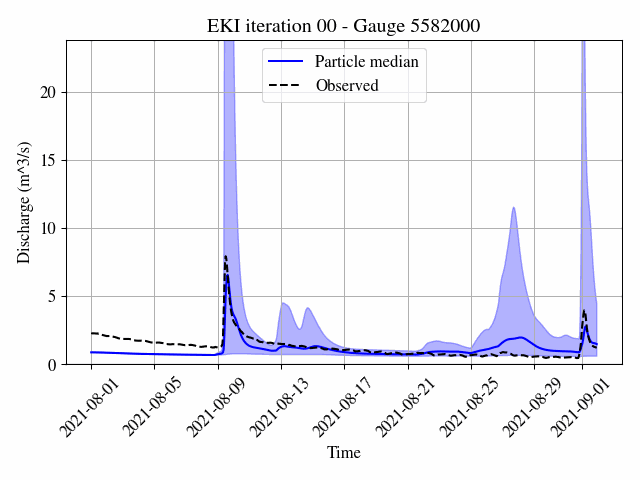 EKI iteration 00 - Gauge 5582000
Particle median
Observed
Discharge (m^3/s)
20
15
10
5
0
2021-08-01
2021-08-05
2021-08-09
2021-08-13
2021-08-17
2021-08-21
2021-08-25
2021-08-29
2021-09-01
Time